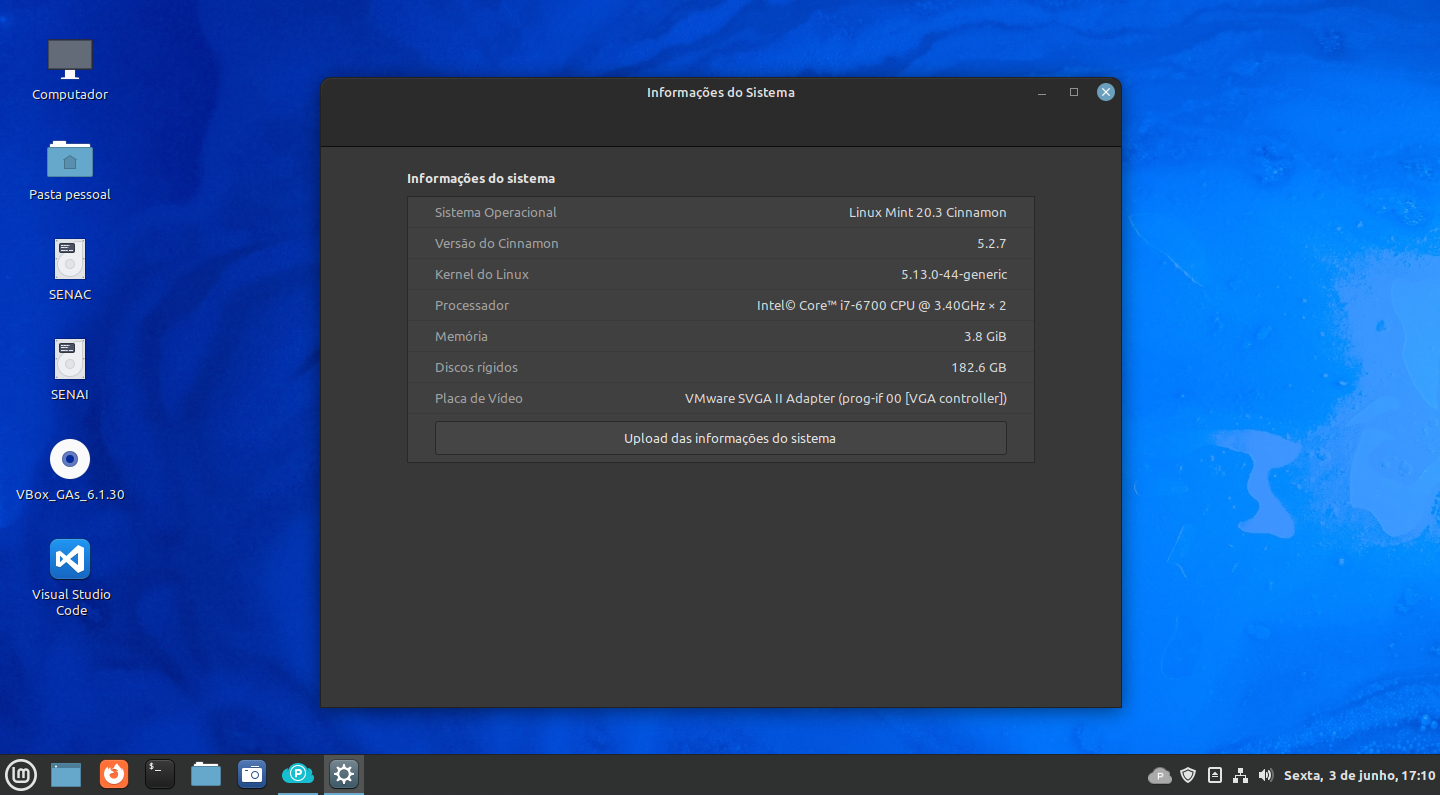 Computador
Pasta pessoal
SENAC
SENAI
VBox_GAs_6.1.30
Visual Studio
Code
Informações do Sistema
Informações do sistema
Sistema Operacional Linux Mint 20.3 Cinnamon
Versão do Cinnamon 5.2.7
Kernel do Linux 5.13.0-44-generic
Processador Intel© Core™ i7-6700 CPU @ 3.40GHz × 2
Memória 3.8 GiB
Discos rígidos 182.6 GB
Placa de Vídeo VMware SVGA II Adapter (prog-if 00 [VGA controller])
Upload das informações do sistema
$_
P
P
Sexta, 3 de junho, 17:10